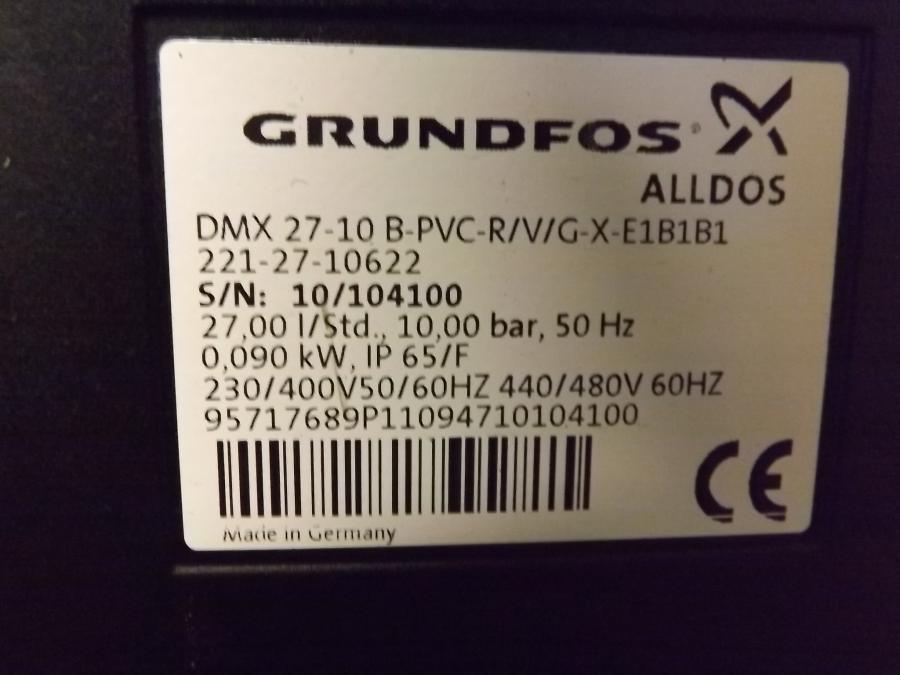 GRUNDFOS
ALLDOS
DMX 27-10 B-PVC-R/V/G-X-E1B1B1
221-27-10622
S/N: 10/104100
27,00 l/Std., 10,00 bar, 50 Hz
0,090 kW, IP 65/F
230/400V50/60HZ 440/480V 60HZ
95717689P11094710104100
CE
Made in Germany